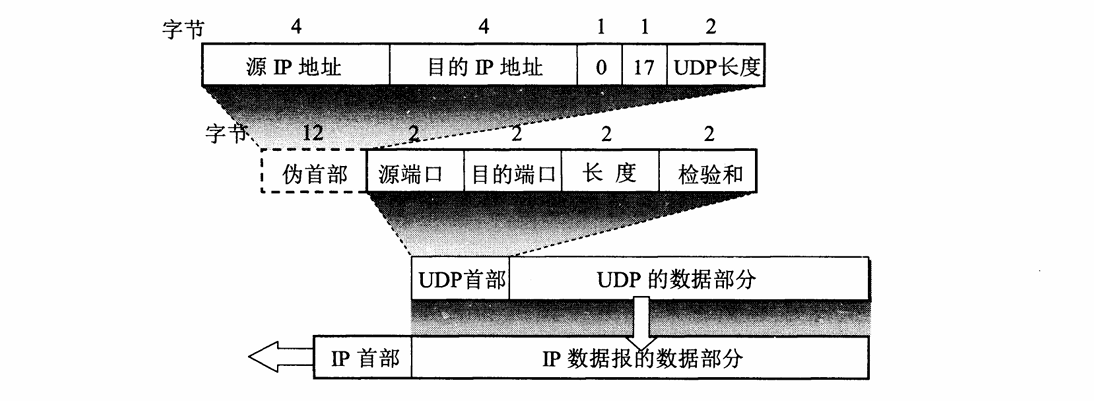 字节 4 4 1 1 2
源 IP 地址 目的 IP 地址 0 17 UDP长度
字节 12 2 2 2 2
伪首部 源端口 目的端口 长 度 检验和
UDP首部 UDP 的数据部分
IP 首部 IP 数据报的数据部分